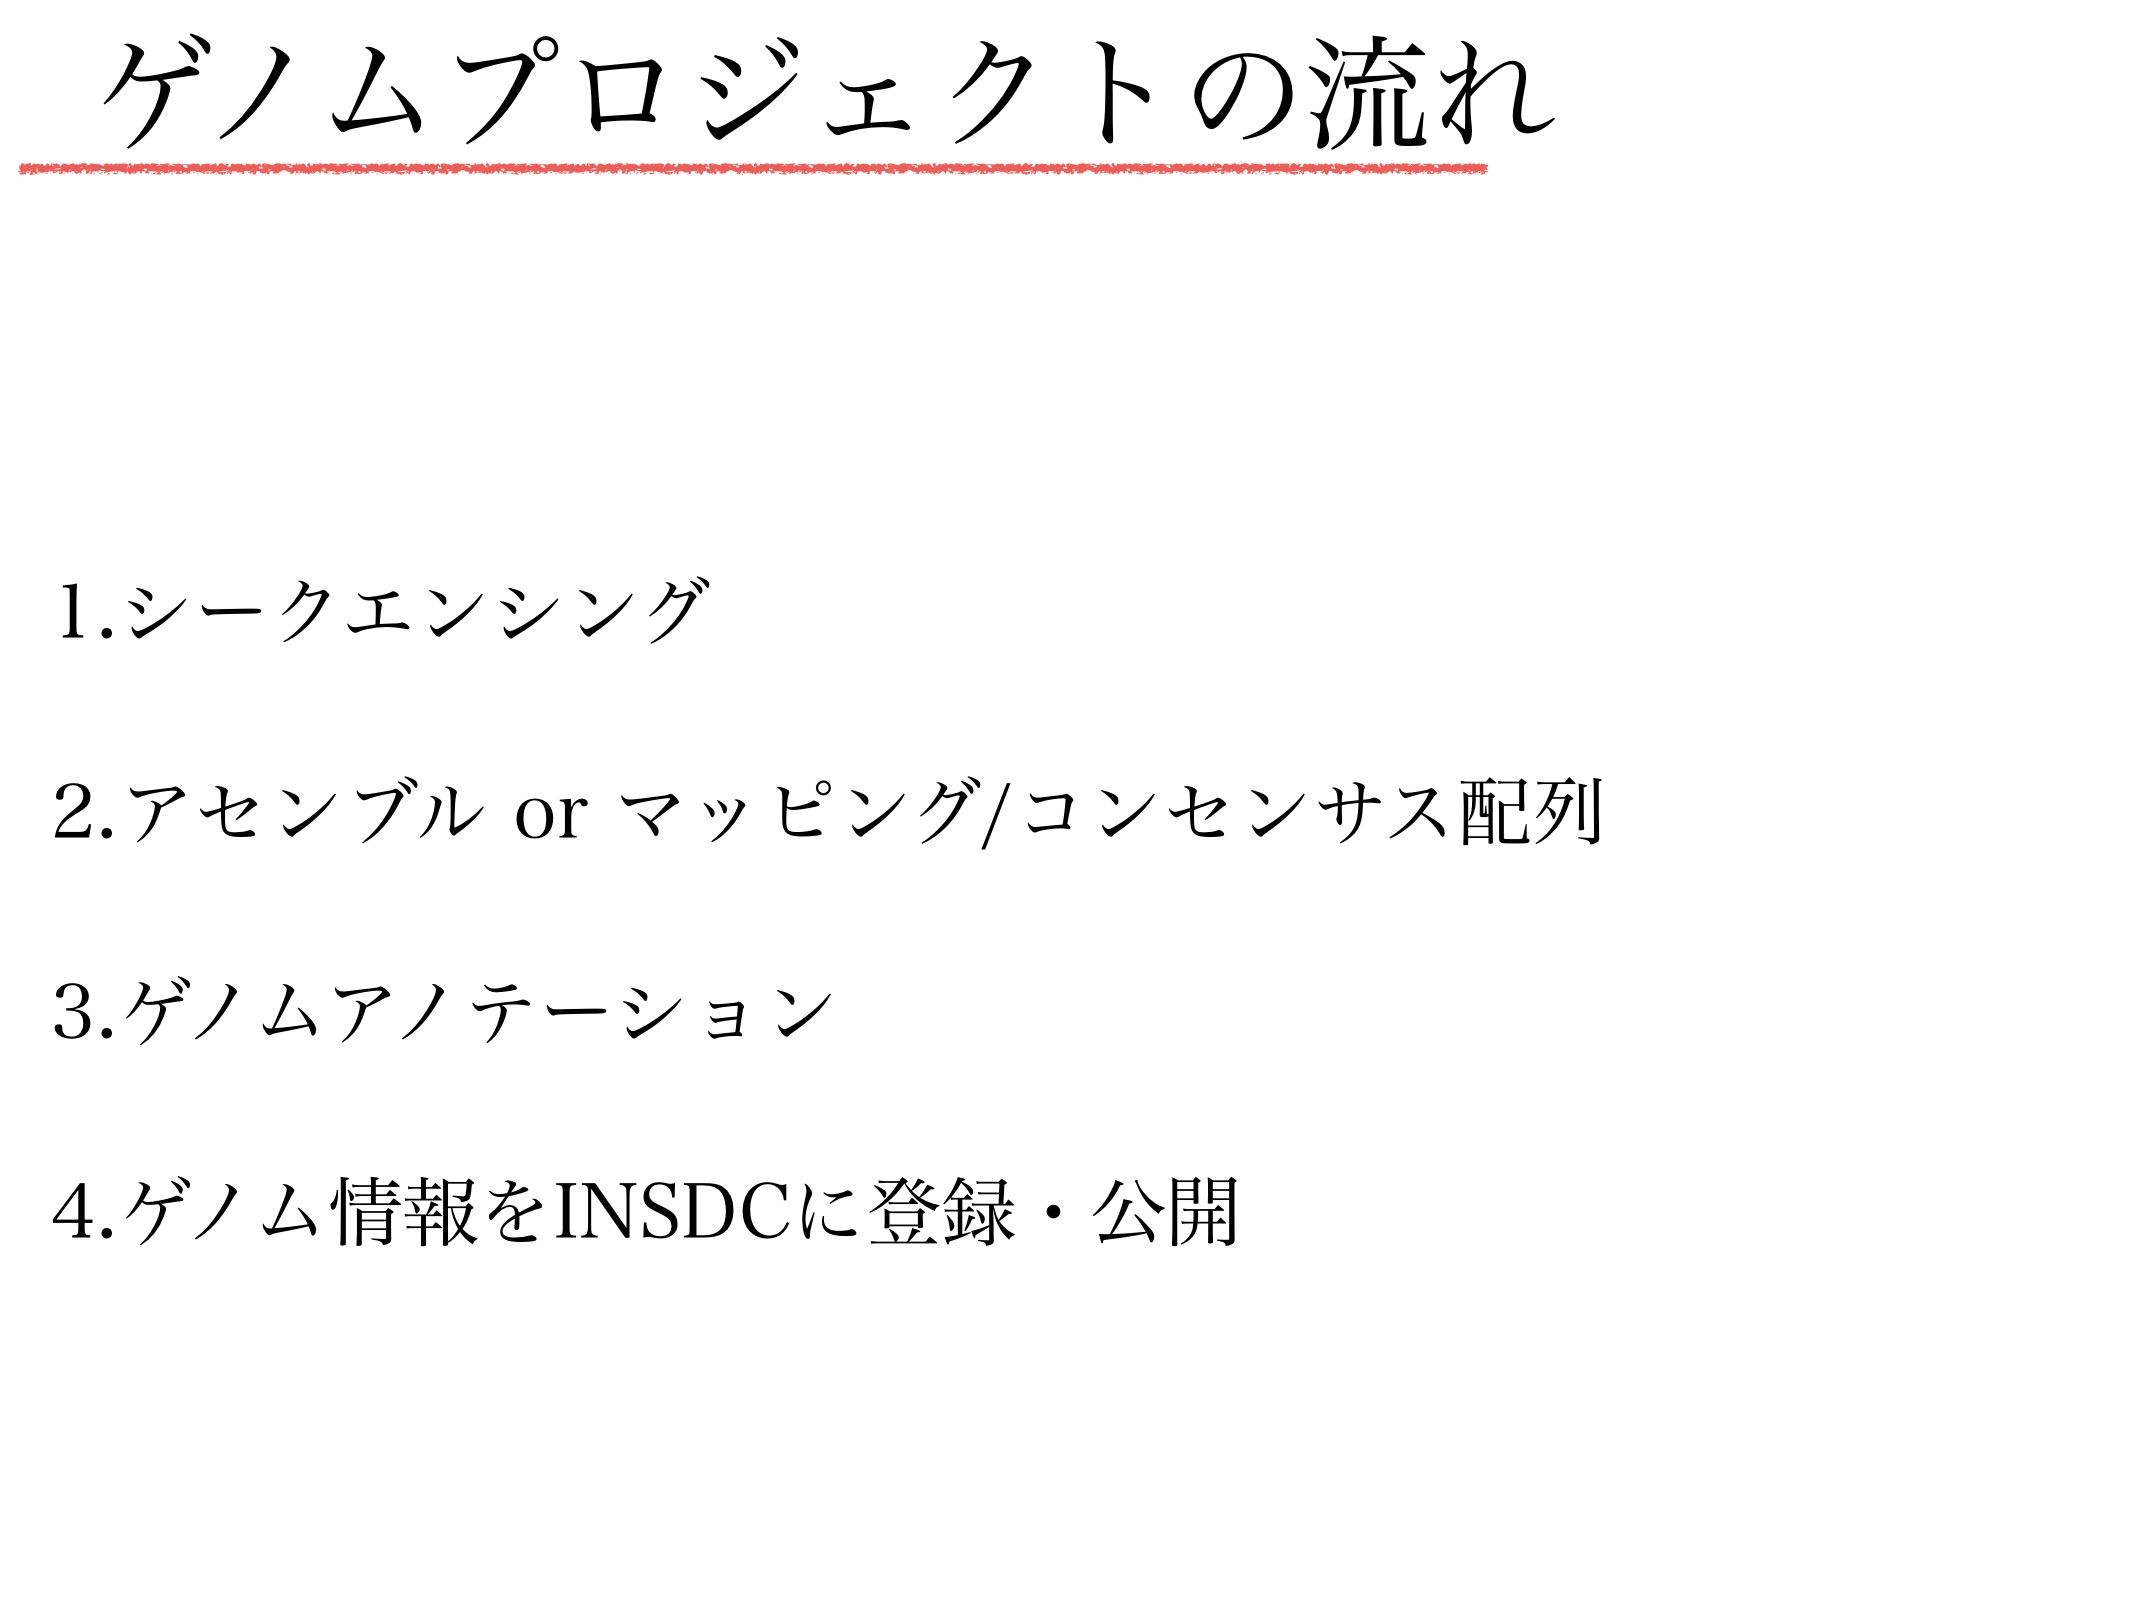 ゲノムプロジェクトの流れ
1.シークエンシング
2.アセンブル or マッピング/コンセンサス配列
3.ゲノムアノテーション
4.ゲノム情報をINSDCに登録・公開